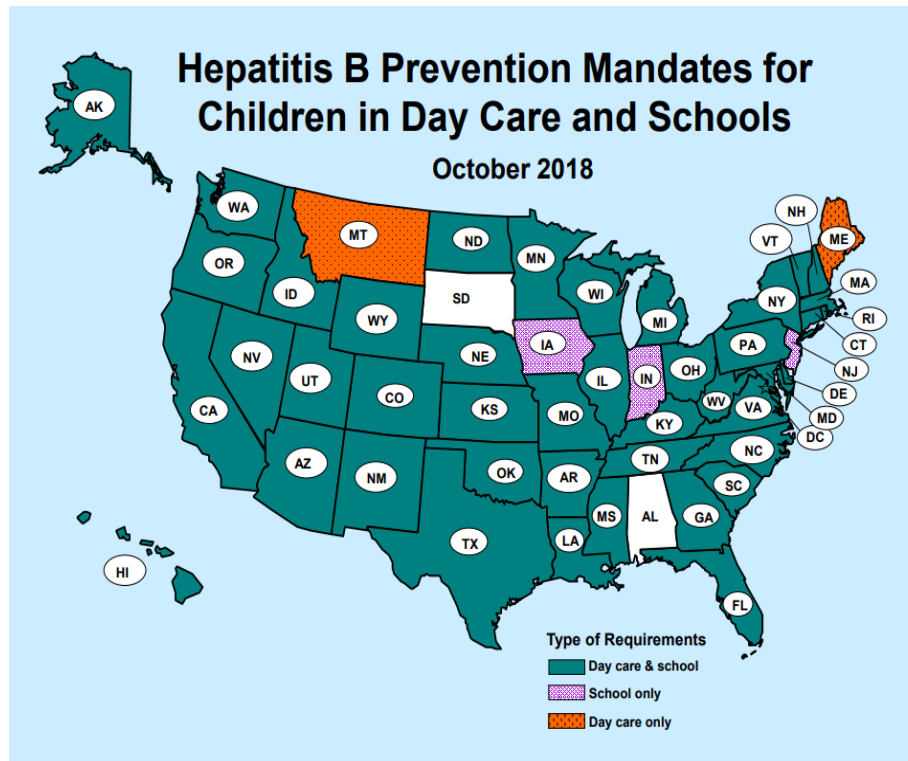 Hepatitis B Prevention Mandates for
Children in Day Care and Schools
October 2018
AK
WA
MT
ND
MN
NH
VT
ME
OR
ID
SD
WI
MA
NY
WY
MI
RI
IA
CT
NE
PA
NV
IL
IN
OH
NJ
UT
CO
DE
CA
KS
MO
WV
VA
MD
KY
DC
AZ
NM
OK
AR
TN
NC
SC
MS
AL
GA
TX
LA
HI
FL
Type of Requirements
Day care & school
School only
Day care only